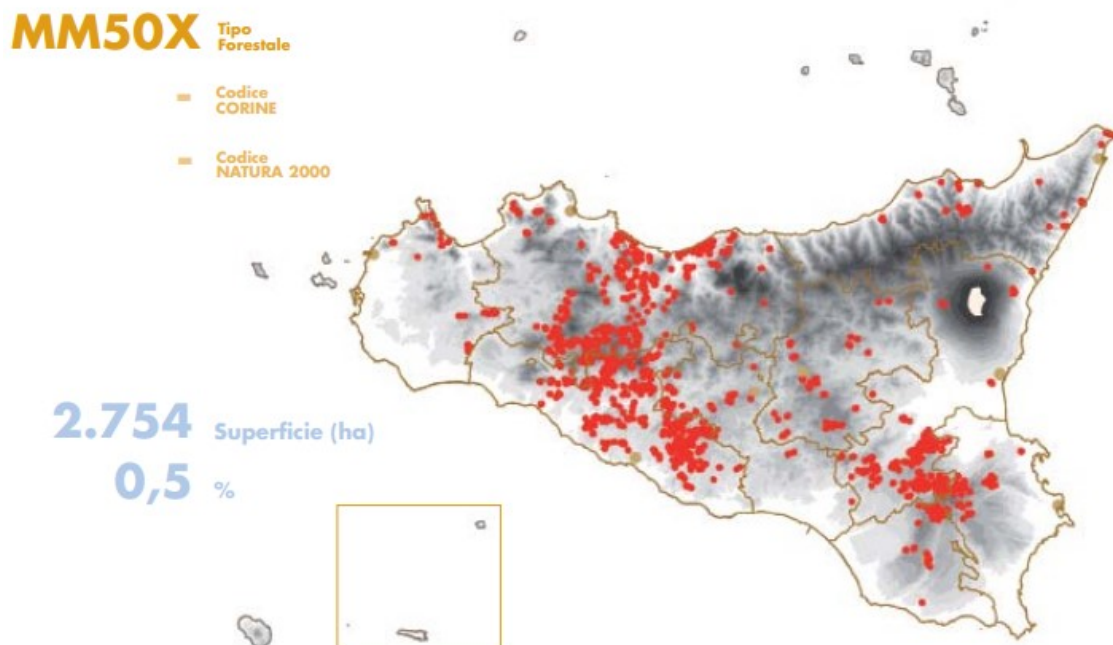 MM50X Tipo
Forestale
- Codice
CORINE
- Codice
NATURA 2000
2.754 Superficie (ha)
0,5 %